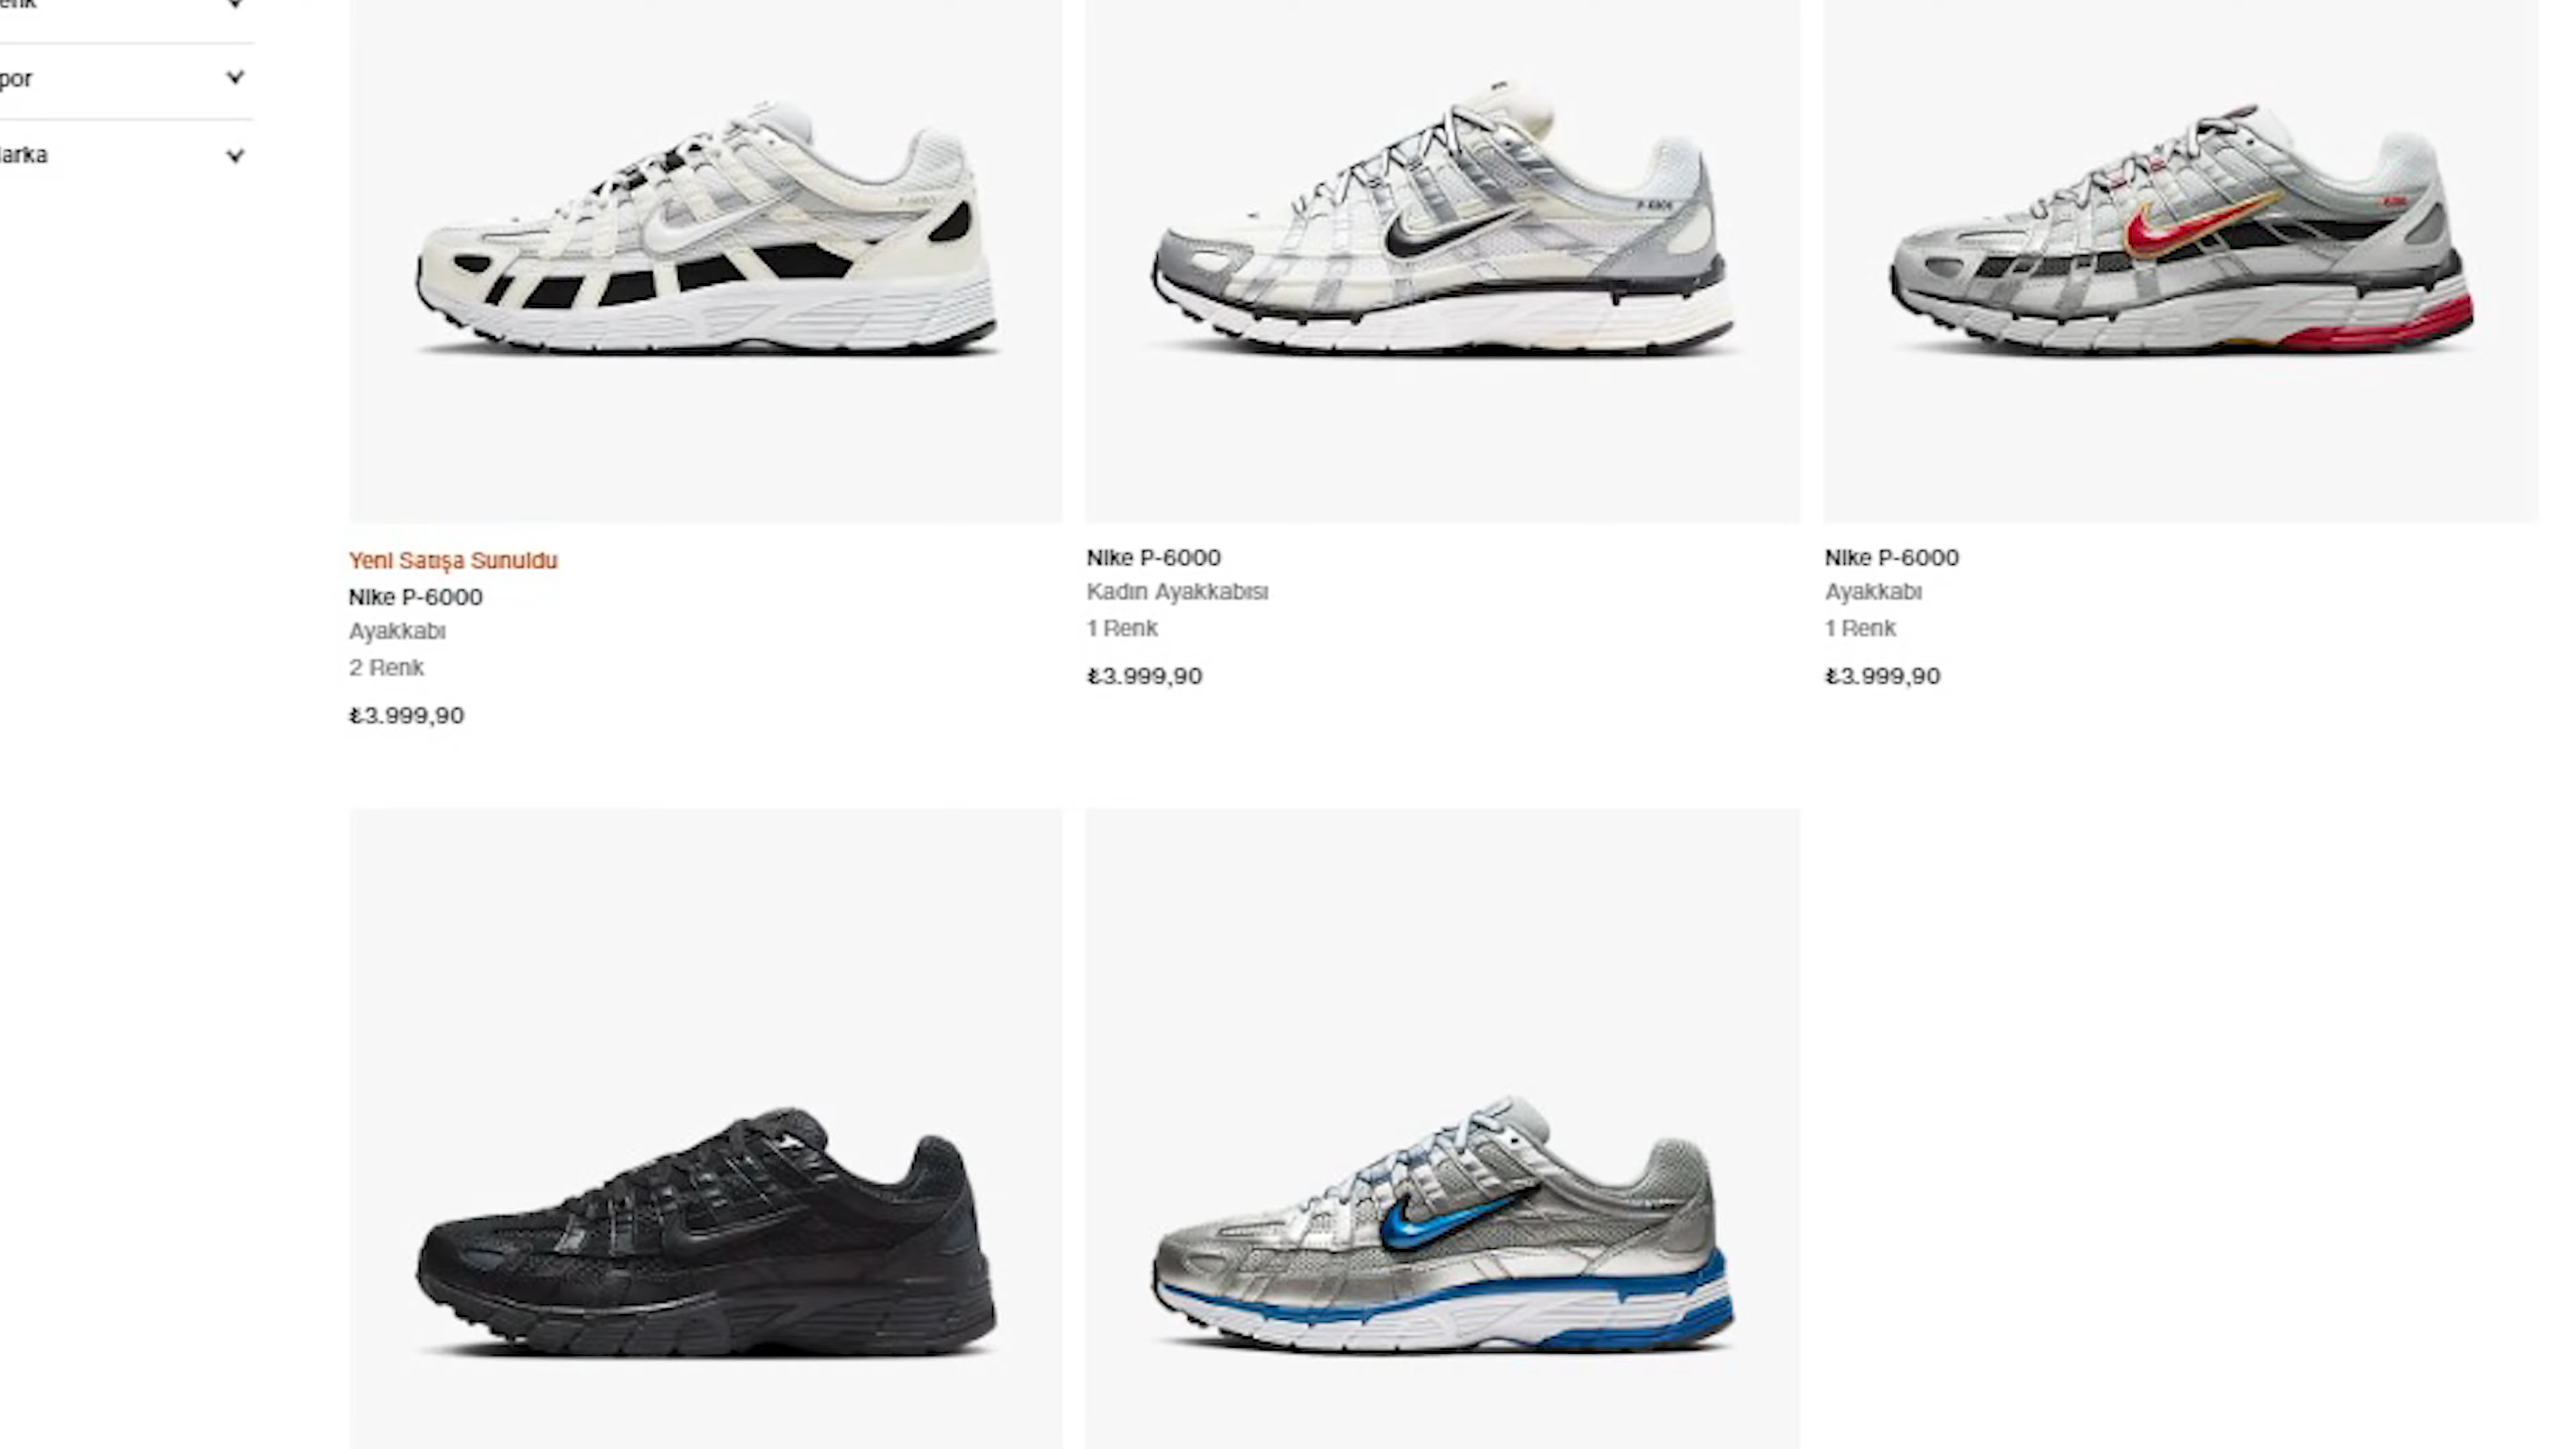 por
Yeni Satışa Sunuldu
Nike P-6000
Ayakkabı
2 Renk
₺3.999,90
Nike P-6000
Kadın Ayakkabısı
1 Renk
₺3.999,90
Nike P-6000
Ayakkabı
1 Renk
₺3.999,90
P-6000